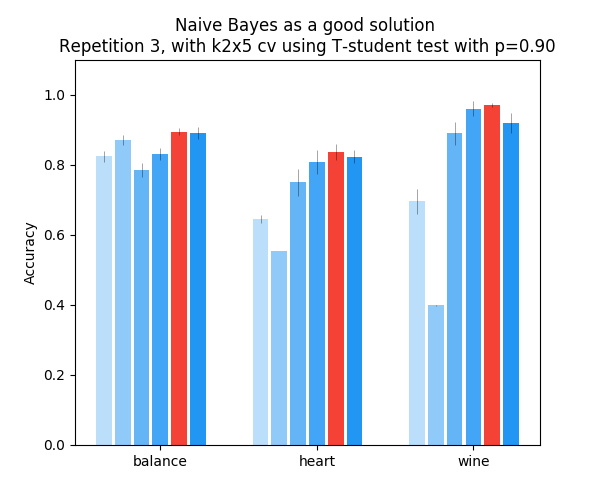 Naive Bayes as a good solution
Repetition 3, with k2x5 cv using T-student test with p=0.90
1.0
0.8
0.6
0.4
0.2
0.0
Accuracy
balance heart wine